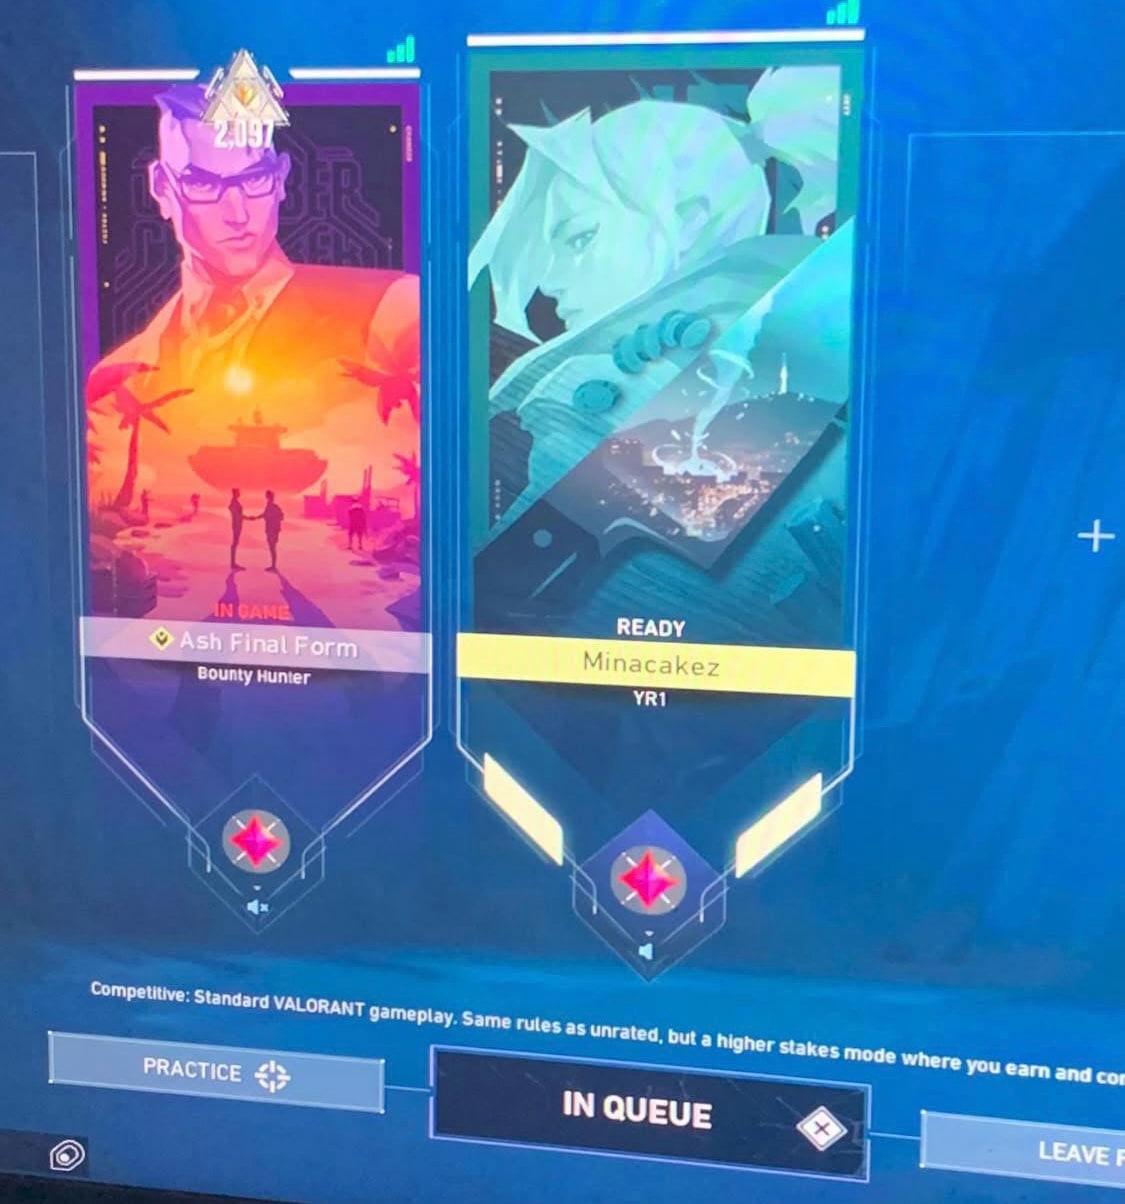 2,097
IN GAME
Ash Final Form
Bounty Hunter
READY
Minacakez
YR1
Competitive: Standard VALORANT gameplay. Same rules as unrated, but a higher stakes mode where you earn and
PRACTICE
IN QUEUE
LEAVE